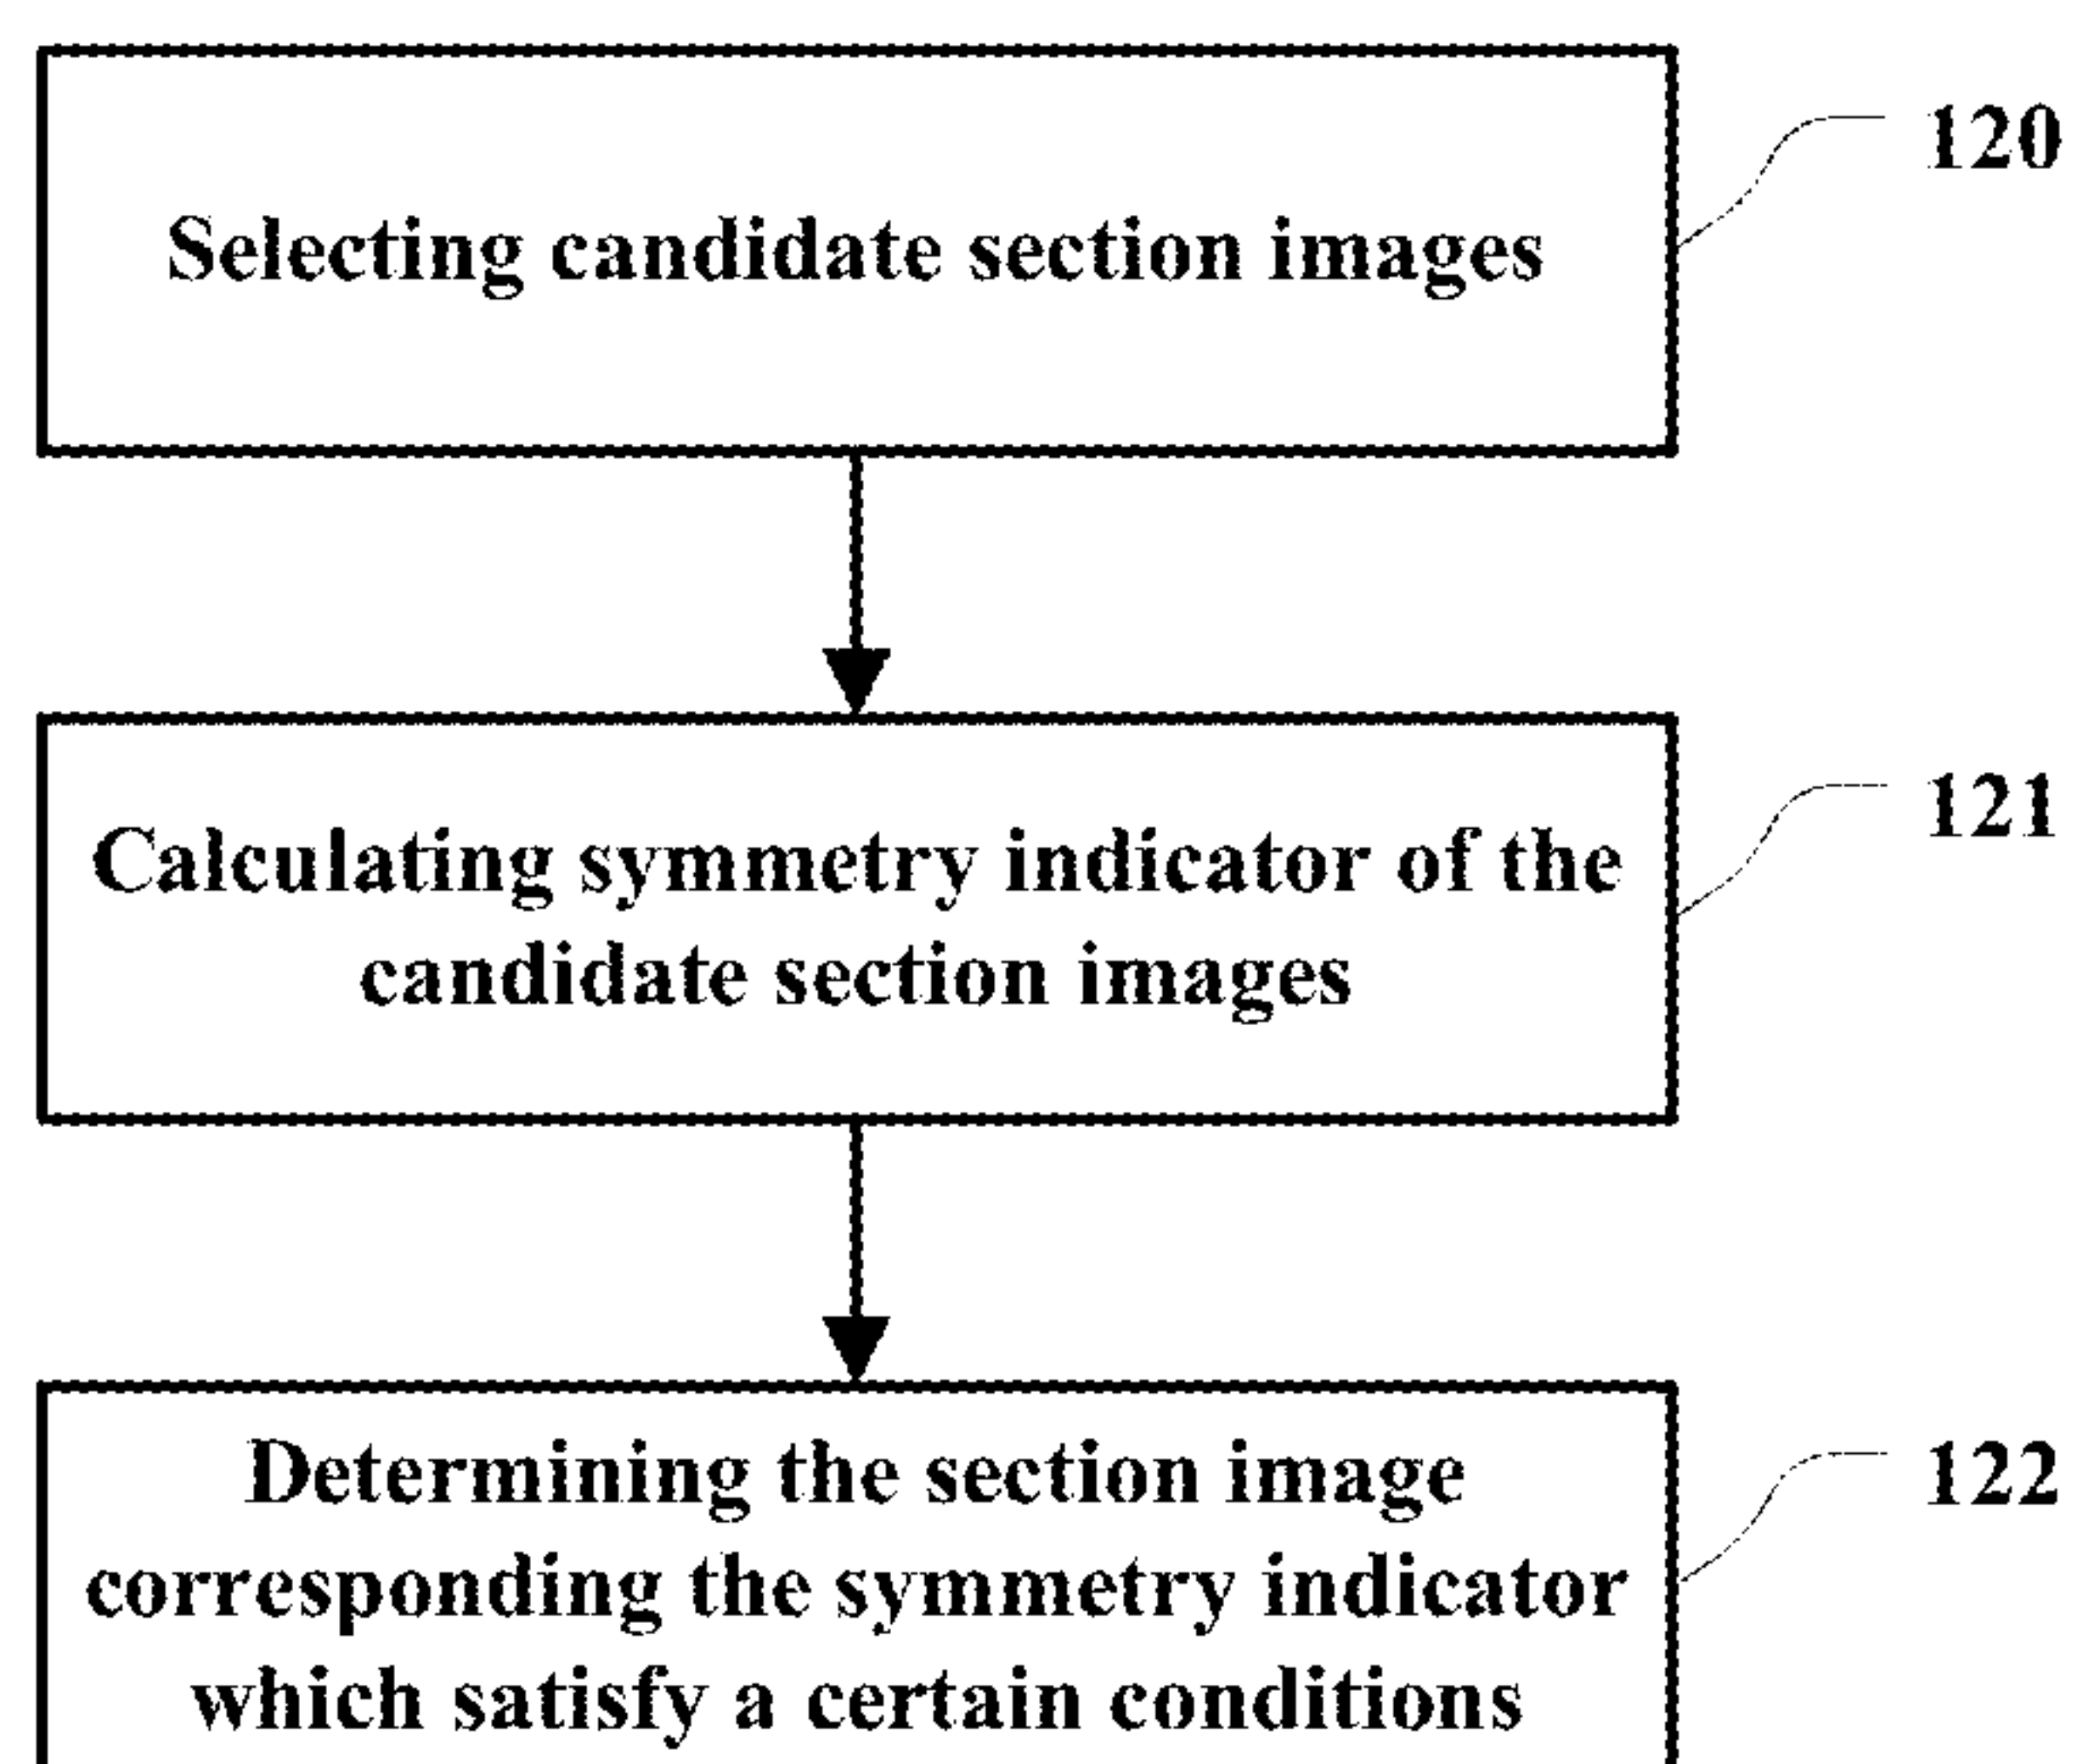 Selecting candidate section images
120
Calculating symmetry indicator of the
candidate section images
121
Determining the section image
corresponding the symmetry indicator
which satisfy a certain conditions
122